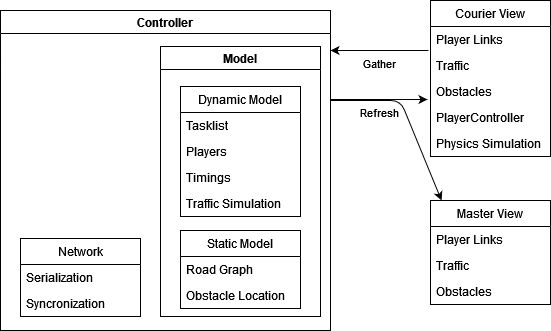 Controller
Model
Dynamic Model
Tasklist
Players
Timings
Traffic Simulation
Static Model
Road Graph
Obstacle Location
Network
Serialization
Syncronization
Gather
Refresh
Courier View
Player Links
Traffic
Obstacles
PlayerController
Physics Simulation
Master View
Player Links
Traffic
Obstacles